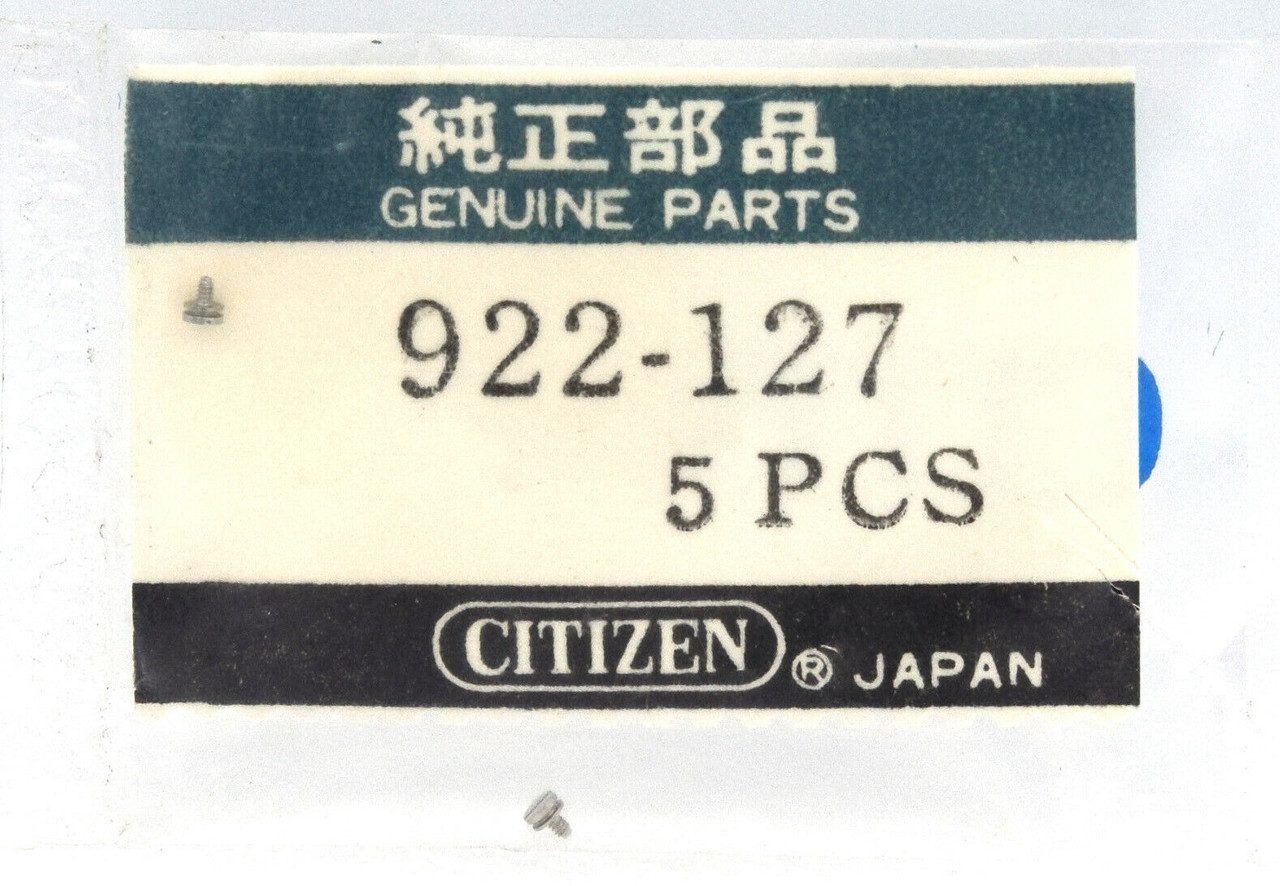 純正部品
GENUINE PARTS
922-127
5 PCS
CITIZEN ® JAPAN